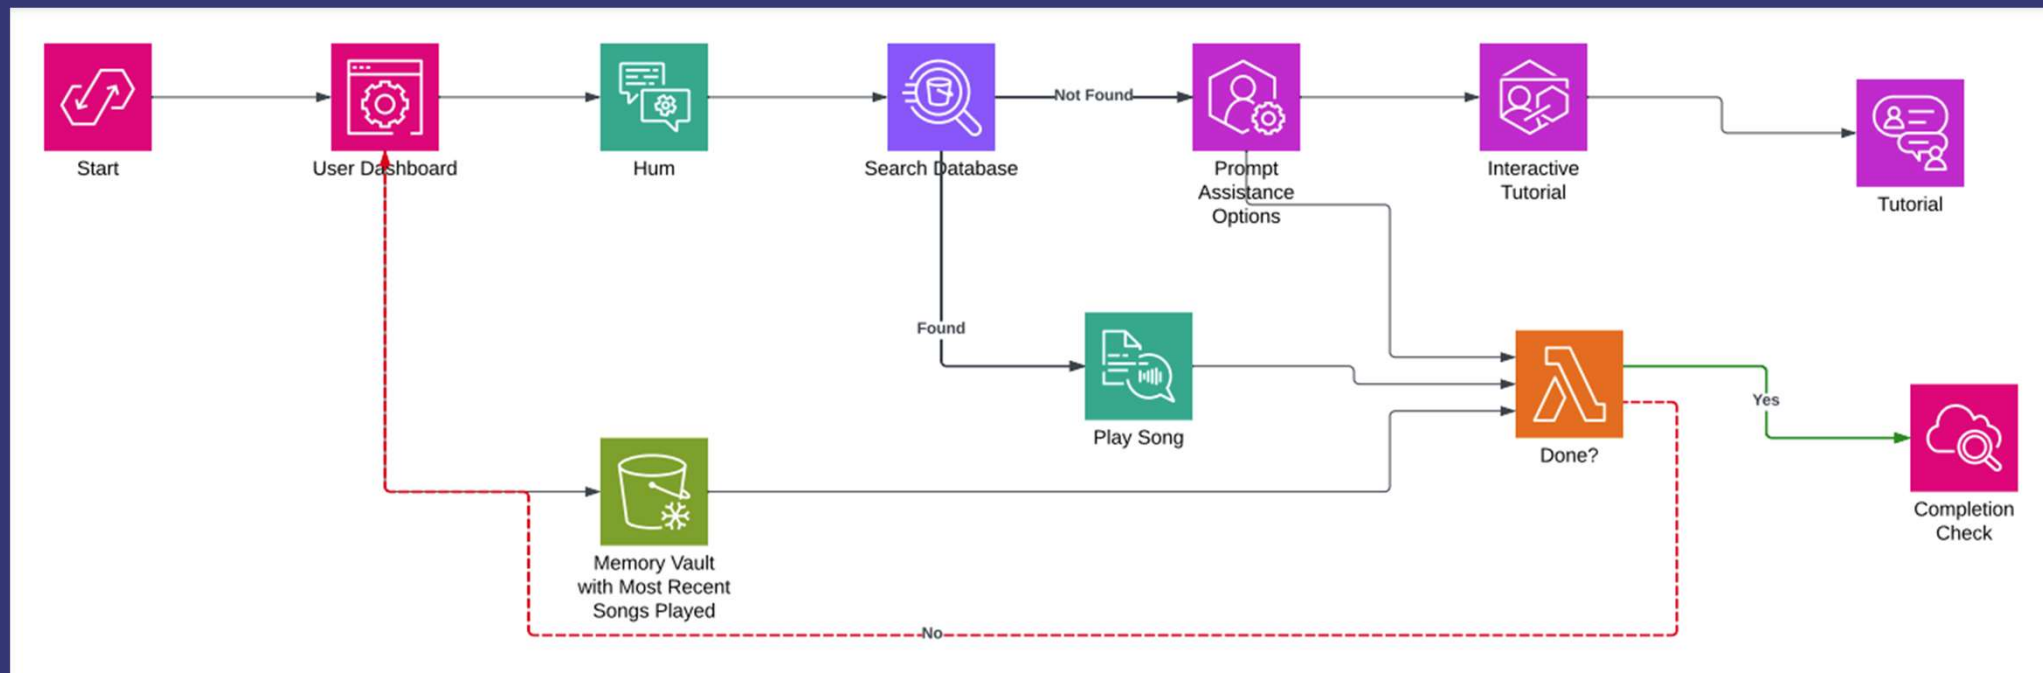 Not Found
Start
User Dashboard
Hum
Search Database
Prompt
Assistance
Options
Interactive
Tutorial
Tutorial
Found
Play Song
Done?
Yes
Completion
Check
Memory Vault
with Most Recent
Songs Played
No